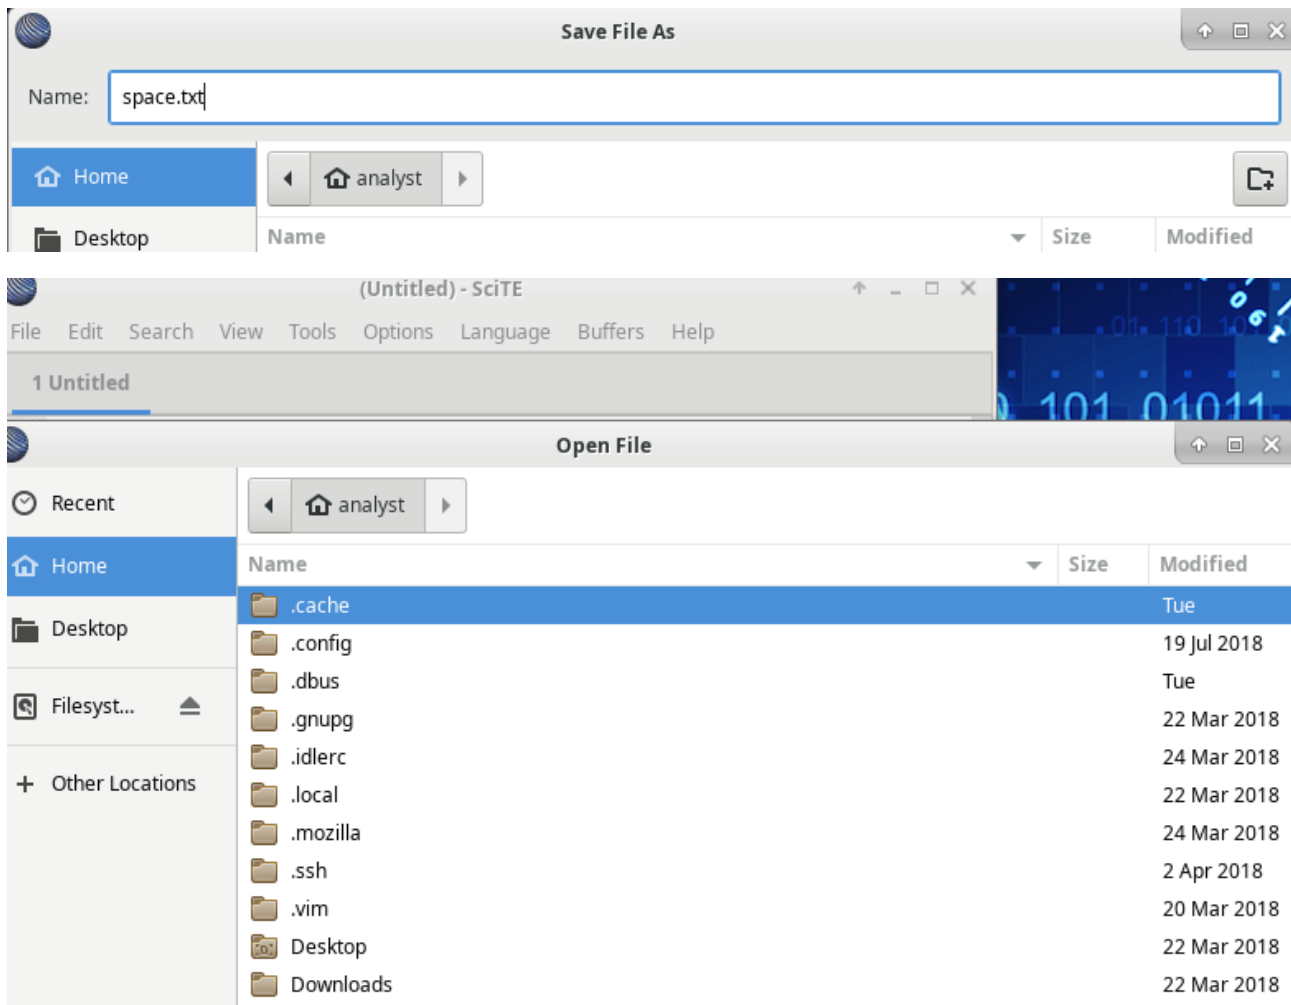 Save File As
Name: space.txt
Home analyst
Desktop Name Size Modified
(Untitled) - SciTE
File Edit Search View Tools Options Language Buffers Help
1 Untitled
101 01011
Open File
Recent analyst
Home Name Size Modified
.cache Tue
Desktop .config 19 Jul 2018
.dbus Tue
Filesyst... .gnupg 22 Mar 2018
.idlerc 24 Mar 2018
Other Locations .local 22 Mar 2018
.mozilla 24 Mar 2018
.ssh 2 Apr 2018
.vim 20 Mar 2018
Desktop 22 Mar 2018
Downloads 22 Mar 2018